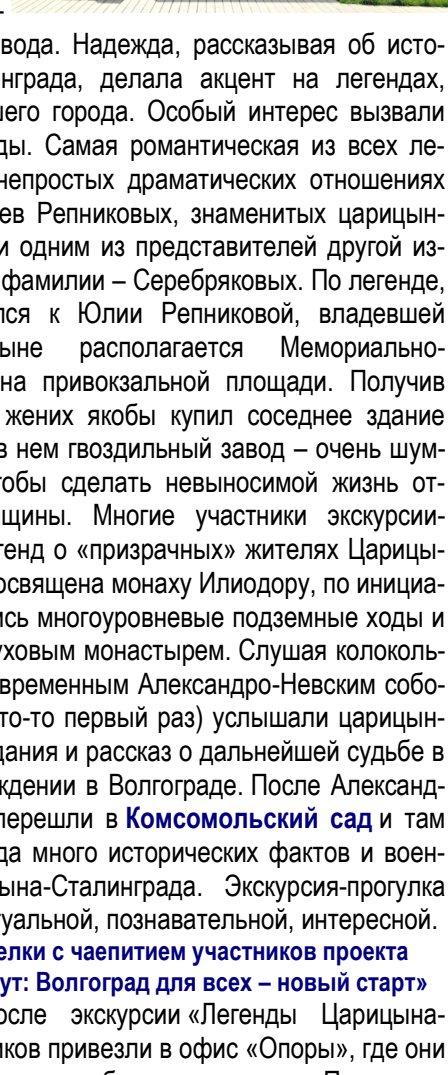 вода. Надежда, рассказывая об исто-
нграда, делала акцент на легендах,
шего города. Особый интерес вызвали
ды. Самая романтическая из всех ле-
непростых драматических отношениях
ев Репниковых, знаменитых царицын-
и одним из представителей другой из-
фамилии – Серебряковых. По легенде,
лся к Юлии Репниковой, владевшей
ыне располагается Мемориально-
на привокзальной площади. Получив
жених якобы купил соседнее здание
в нем гвоздильный завод – очень шум-
тобы сделать невыносимой жизнь от-
щины. Многие участники экскурсии-
генд о «призрачных» жителях Царицы-
освящена монаху Илиодору, по инициа-
ись многоуровневые подземные ходы и
уховым монастырем. Слушая колоколь-
временным Александро-Невским собо-
то-то первый раз) услышали царицын-
дания и рассказ о дальнейшей судьбе в
ждении в Волгограде. После Александ-
перешли в Комсомольский сад и там
да много исторических фактов и воен-
ына-Сталинграда. Экскурсия-прогулка
туальной, познавательной, интересной.
елки с чаепитием участников проекта
ут: Волгоград для всех – новый старт»
осле экскурсии «Легенды Царицына-
иков привезли в офис «Опоры», где они